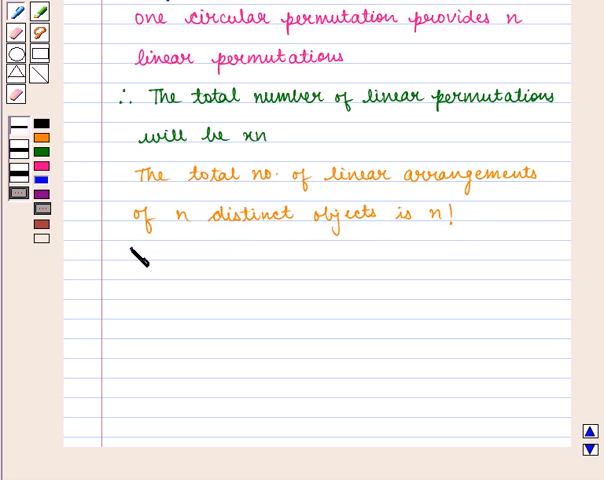 one circular permutation provides n
linear permutations
∴ The total number of linear permutations
will be xn
The total no. of linear arrangements
of n distinct objects is n!